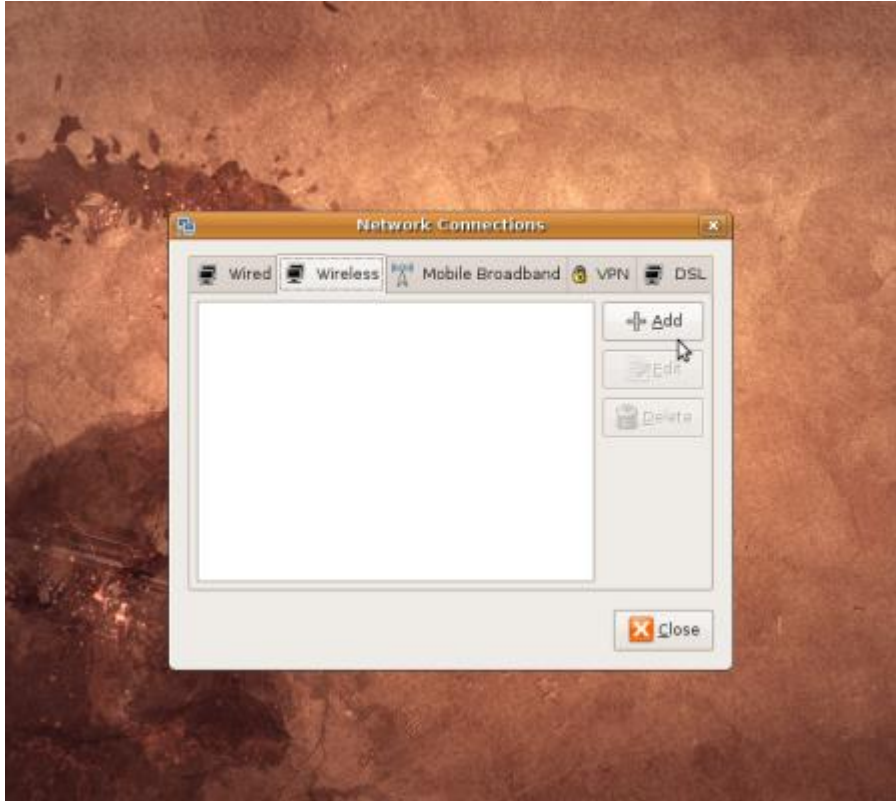 Network Connections
Wired Wireless Mobile Broadband VPN DSL
Add
Edit
Delete
Close